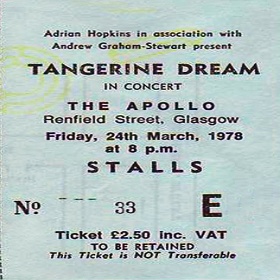 Adrian Hopkins in association with
Andrew Graham-Stewart present
TANGERINE DREAM
IN CONCERT
THE APOLLO
Renfield Street, Glasgow
Friday, 24th March, 1978
at 8 p.m.
STALLS
No 33 E
Ticket £2.50 inc. VAT
TO BE RETAINED
This Ticket is NOT Transferable